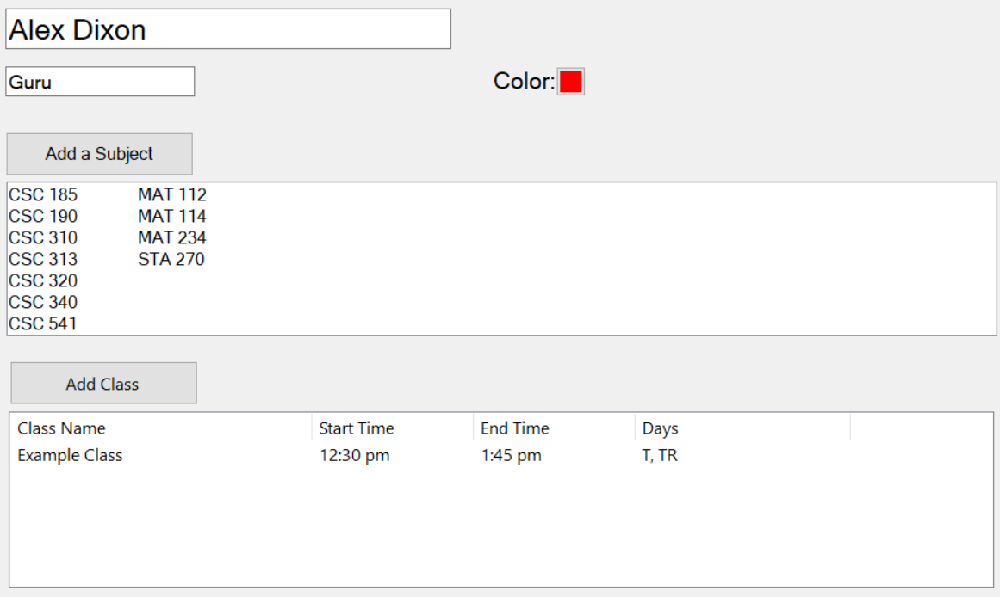 Alex Dixon
Guru
Color:
Add a Subject
CSC 185 MAT 112
CSC 190 MAT 114
CSC 310 MAT 234
CSC 313 STA 270
CSC 320
CSC 340
CSC 541
Add Class
Class Name Start Time End Time Days
Example Class 12:30 pm 1:45 pm T, TR